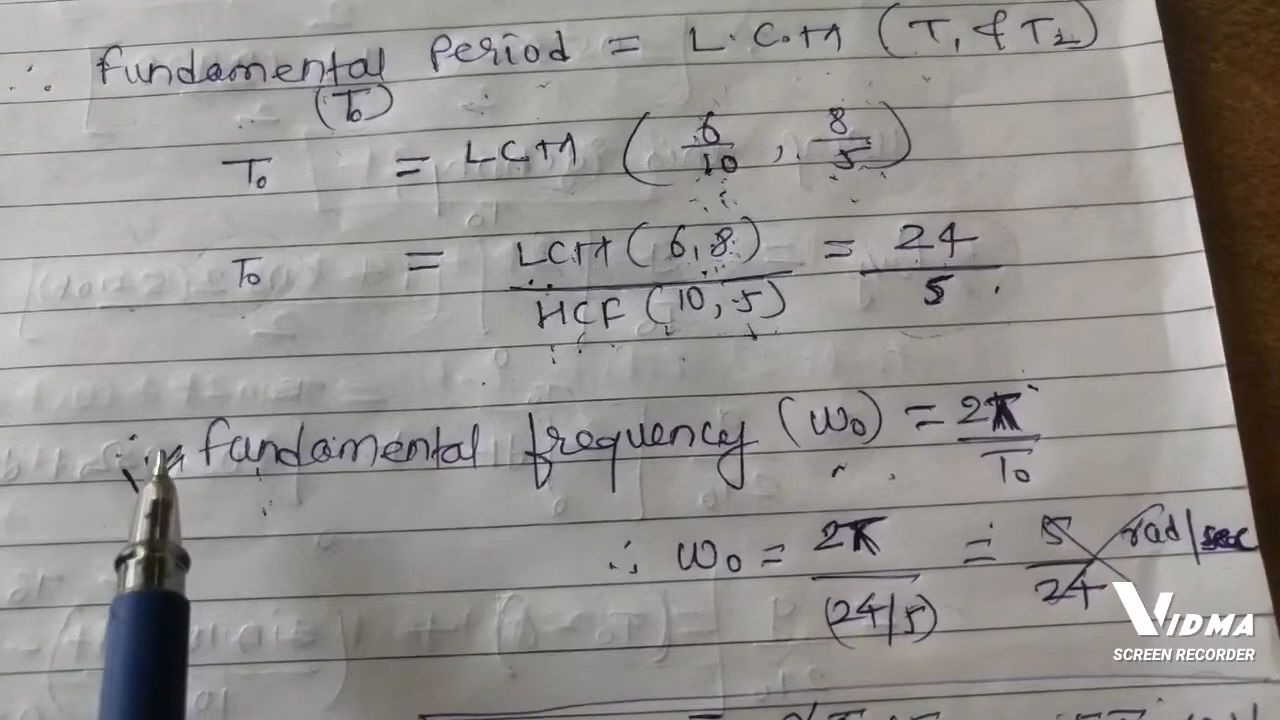 ∴ Fundamental Period = L.C.M (T₁ & T₂)
(T₀)
T₀ = LCM (6/10, 8/5)
T₀ = LCM(6,8)/HCF(10,5) = 24/5.
∴ Fundamental frequency (ω₀) = 2π/T₀
∴ ω₀ = 2π/(24/5) = 5/24 rad/sec
VIDMA
SCREEN RECORDER